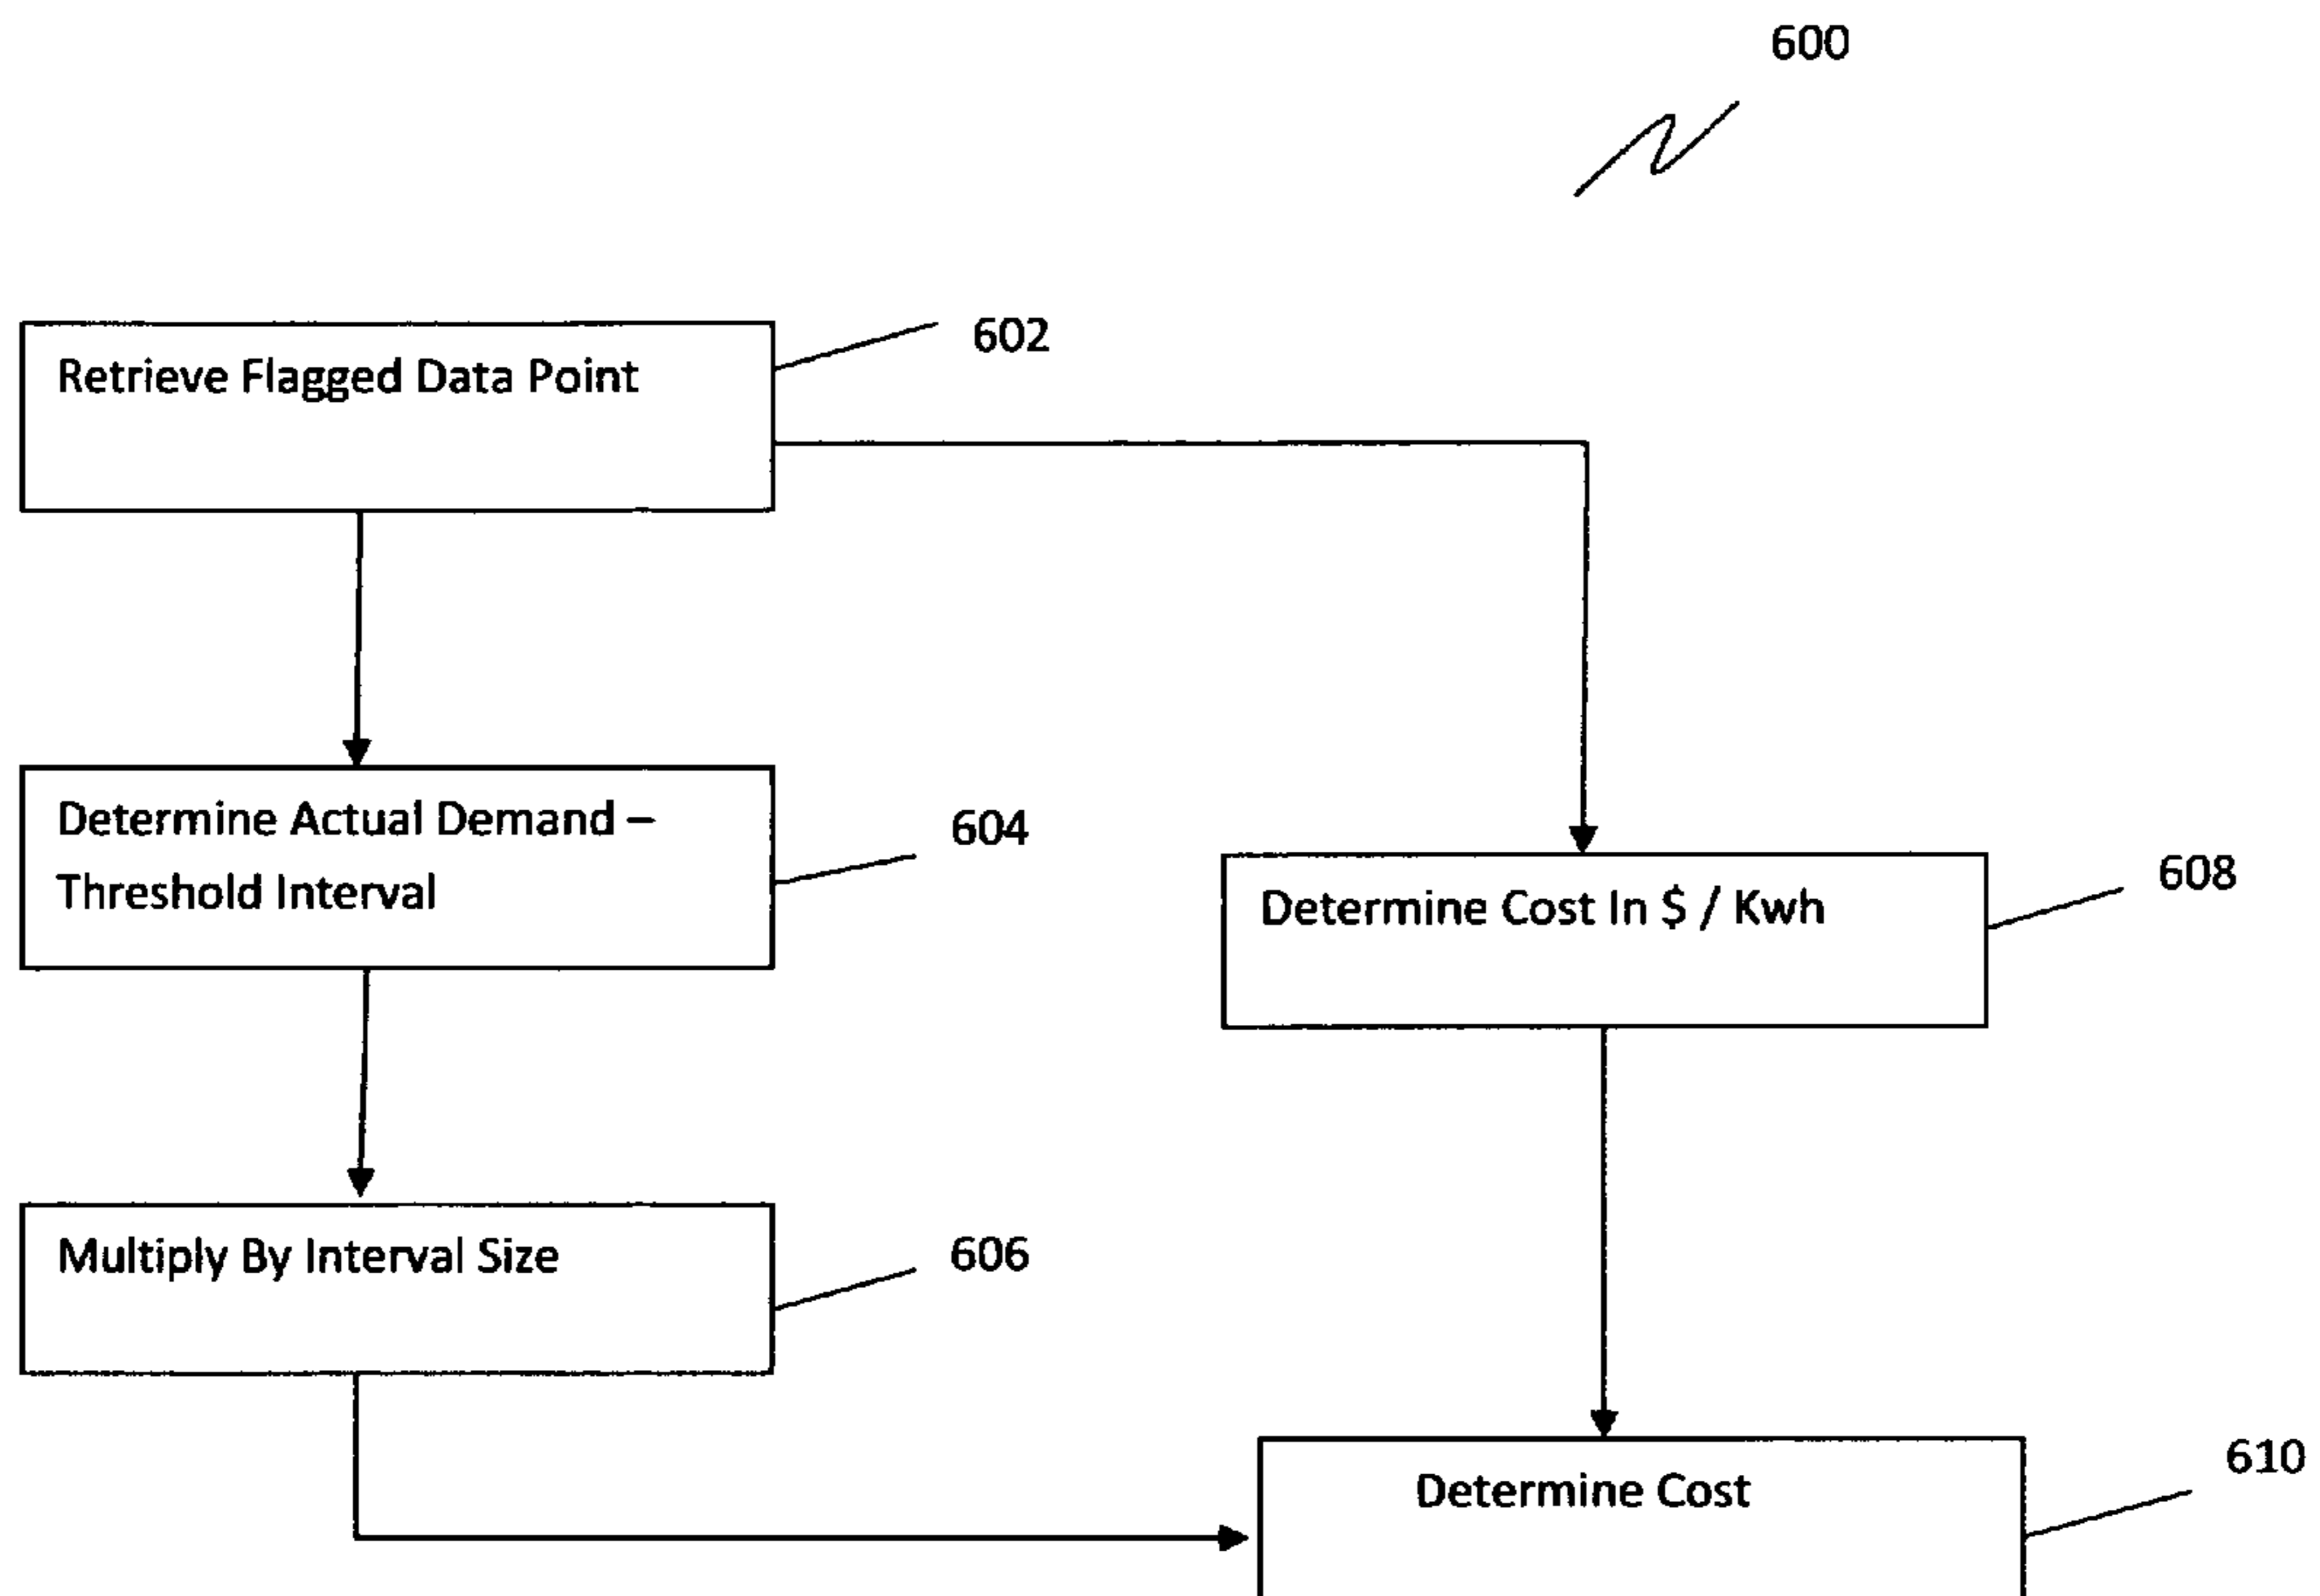 600
Retrieve Flagged Data Point
602
Determine Actual Demand –
Threshold Interval
604
Determine Cost In $ / Kwh
608
Multiply By Interval Size
606
Determine Cost
610